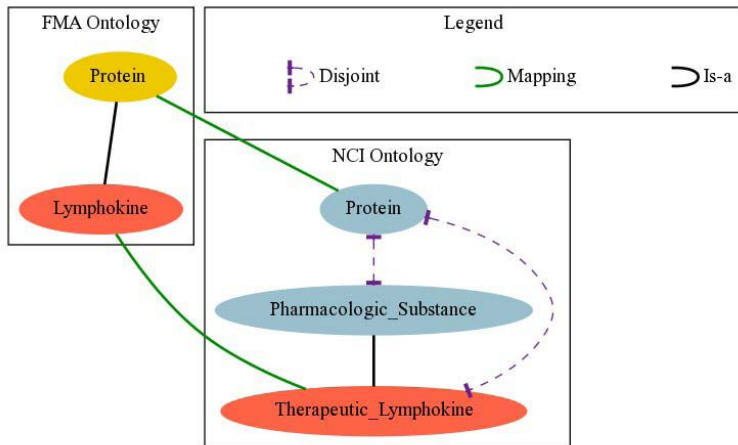 FMA Ontology
Legend
Protein
Disjoint
Mapping
Is-a
NCI Ontology
Lymphokine
Protein
Pharmacologic_Substance
Therapeutic_Lymphokine